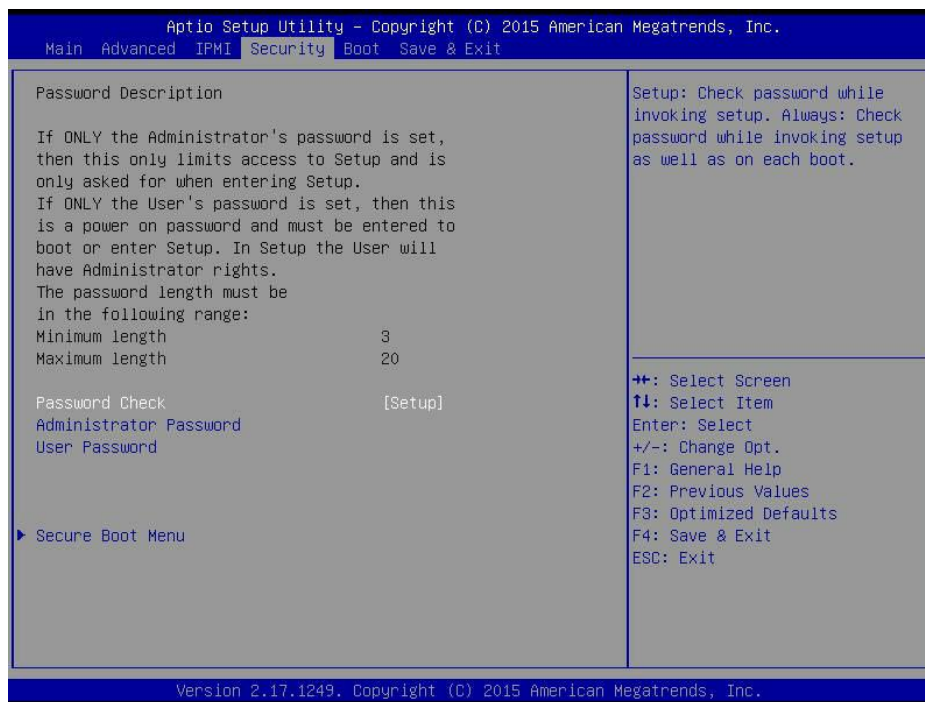 Aptio Setup Utility – Copyright (C) 2015 American Megatrends, Inc.
Main Advanced IPMI Security Boot Save & Exit
Password Description
If ONLY the Administrator's password is set,
then this only limits access to Setup and is
only asked for when entering Setup.
If ONLY the User's password is set, then this
is a power on password and must be entered to
boot or enter Setup. In Setup the User will
have Administrator rights.
The password length must be
in the following range:
Minimum length 3
Maximum length 20
Password Check [Setup]
Administrator Password
User Password
Secure Boot Menu
Setup: Check password while
invoking setup. Always: Check
password while invoking setup
as well as on each boot.
→←: Select Screen
↑↓: Select Item
Enter: Select
+/-: Change Opt.
F1: General Help
F2: Previous Values
F3: Optimized Defaults
F4: Save & Exit
ESC: Exit
Version 2.17.1249. Copyright (C) 2015 American Megatrends, Inc.